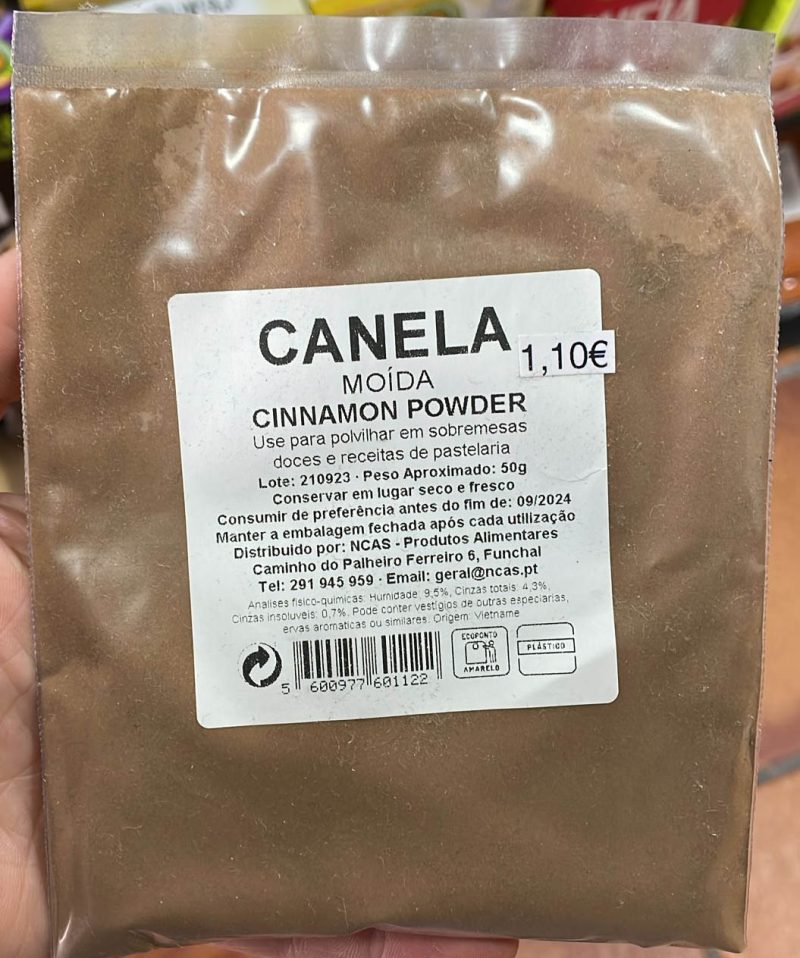 CANELA
1,10€
MOÍDA
CINNAMON POWDER
Use para polvilhar em sobremesas
doces e receitas de pastelaria
Lote: 210923 · Peso Aproximado: 50g
Conservar em lugar seco e fresco
Consumir de preferência antes do fim de: 09/2024
Manter a embalagem fechada após cada utilização
Distribuido por: NCAS - Produtos Alimentares
Caminho do Palheiro Ferreiro 6, Funchal
Tel: 291 945 959 · Email: geral@ncas.pt
Analises fisico-quimicas: Humidade: 9,5%, Cinzas totais: 4,3%,
Cinzas insoluveis: 0,7%, Pode conter vestígios de outras especiarias,
ervas aromaticas ou similares. Origem: Vietname
5 600977 601122
ECOPONTO
AMARELO
PLÁSTICO